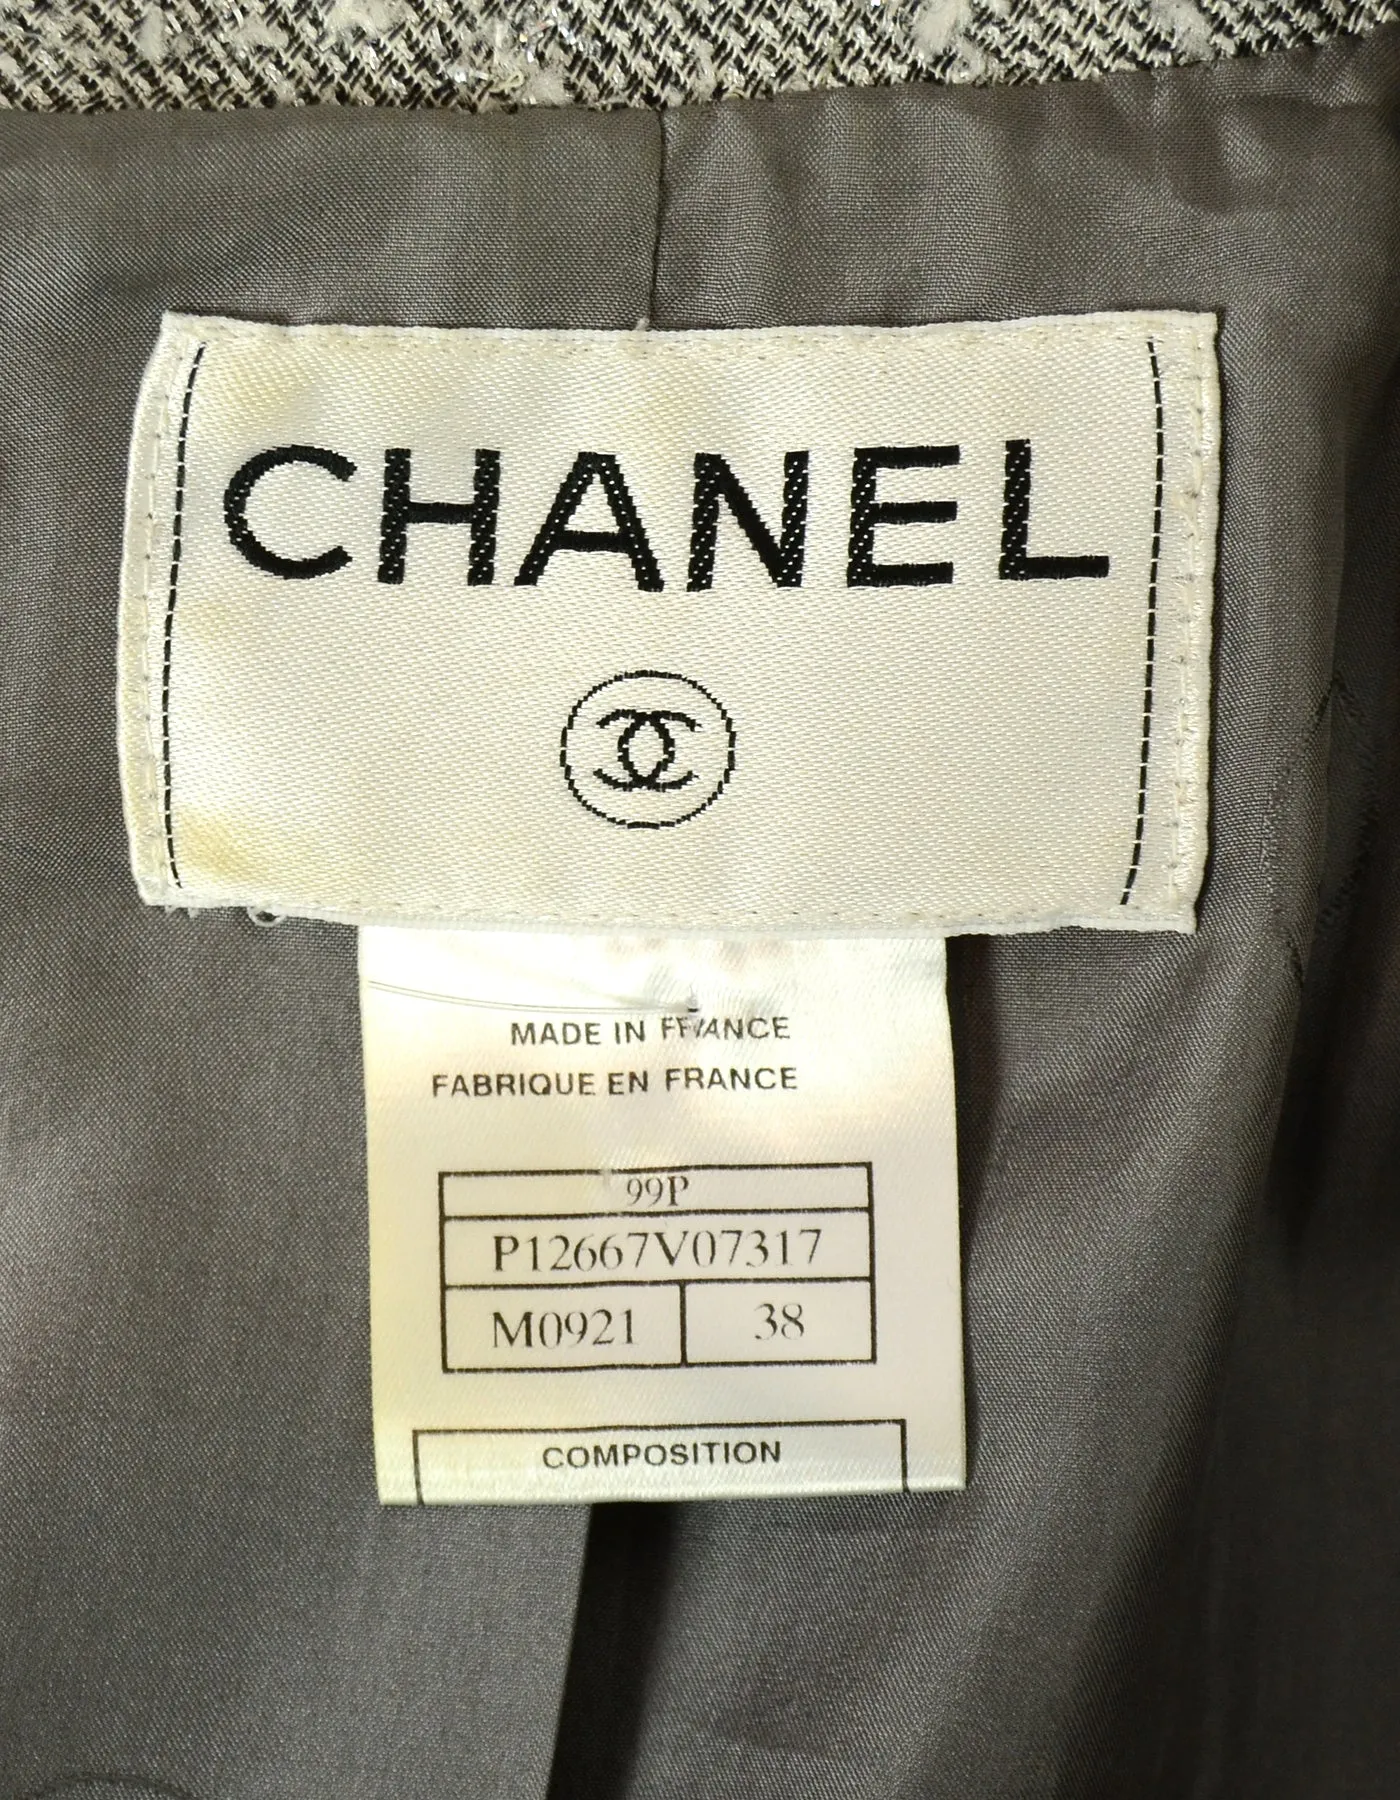 CHANEL
MADE IN FRANCE
FABRIQUE EN FRANCE
99P
P12667V07317
M0921 38
COMPOSITION